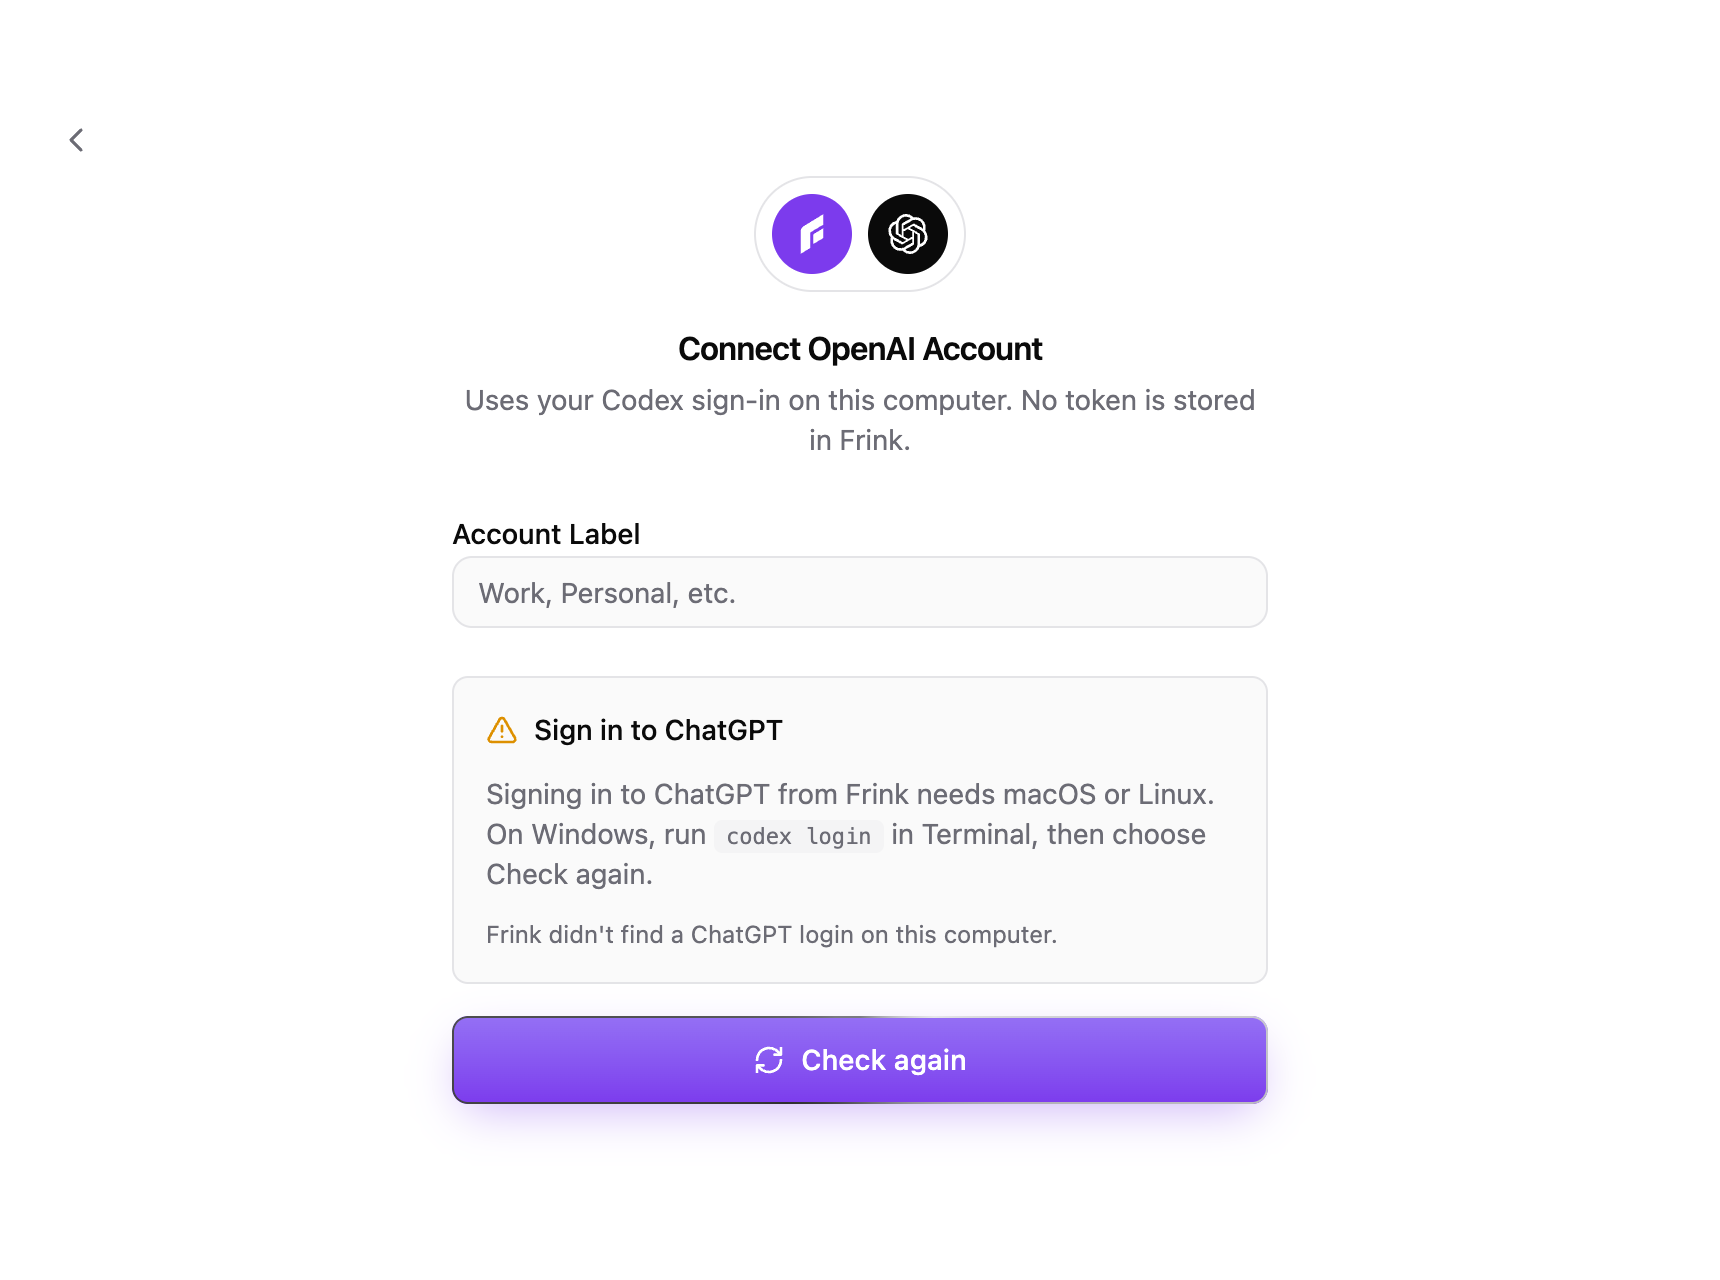 Connect OpenAI Account
Uses your Codex sign-in on this computer. No token is stored
in Frink.
Account Label
Work, Personal, etc.
Sign in to ChatGPT
Signing in to ChatGPT from Frink needs macOS or Linux.
On Windows, run codex login in Terminal, then choose
Check again.
Frink didn't find a ChatGPT login on this computer.
Check again